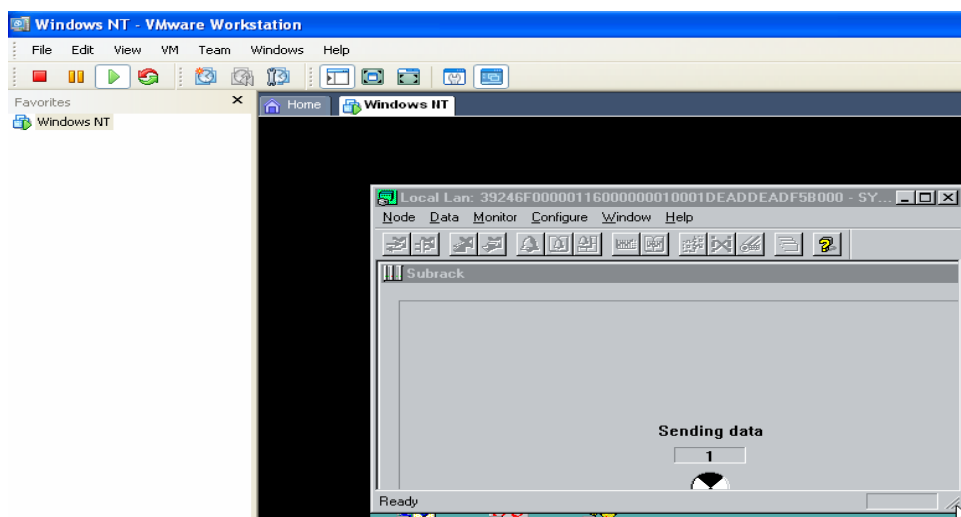 Windows NT - VMware Workstation
File Edit View VM Team Windows Help
Favorites
Home Windows NT
Windows NT
Local Lan: 39246F00000116000000010001DEADDEADF5B000 - SY...
Node Data Monitor Configure Window Help
Subrack
Sending data
1
Ready